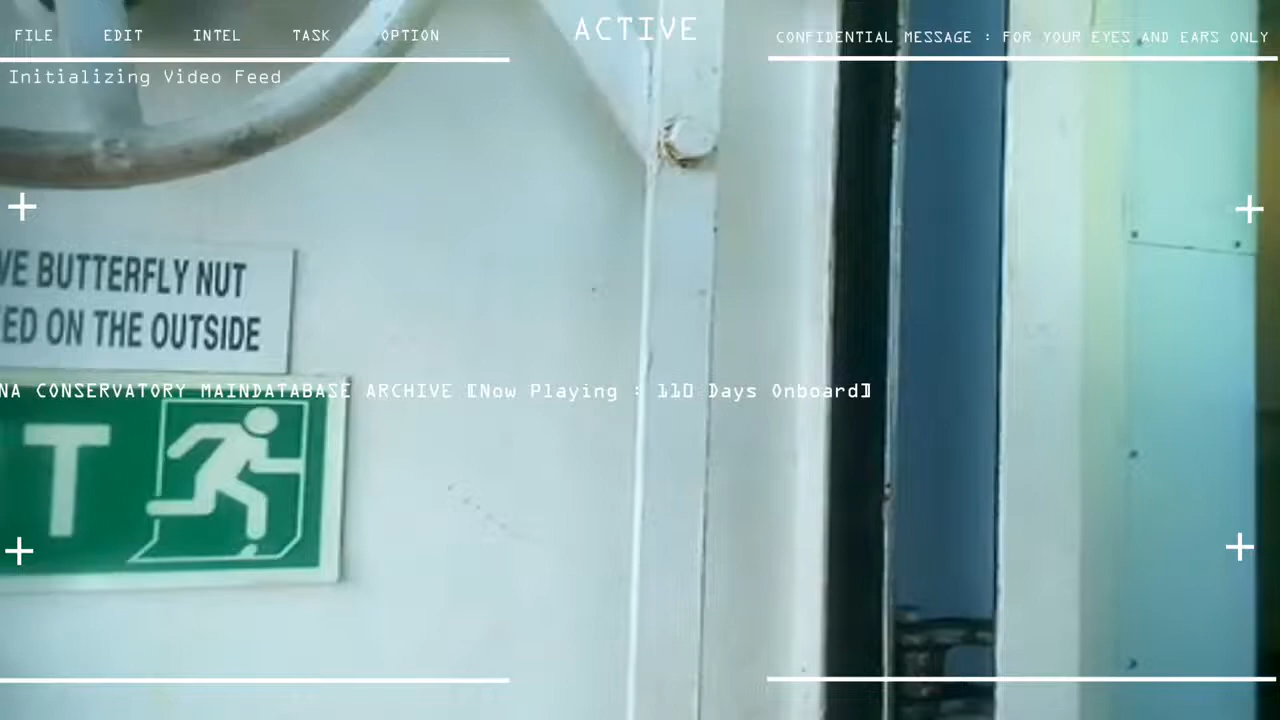 FILE EDIT INTEL TASK OPTION
ACTIVE
CONFIDENTIAL MESSAGE : FOR YOUR EYES AND EARS ONLY
Initializing Video Feed
VE BUTTERFLY NUT
ED ON THE OUTSIDE
NA CONSERVATORY MAINDATABASE ARCHIVE [Now Playing : 110 Days Onboard]
T